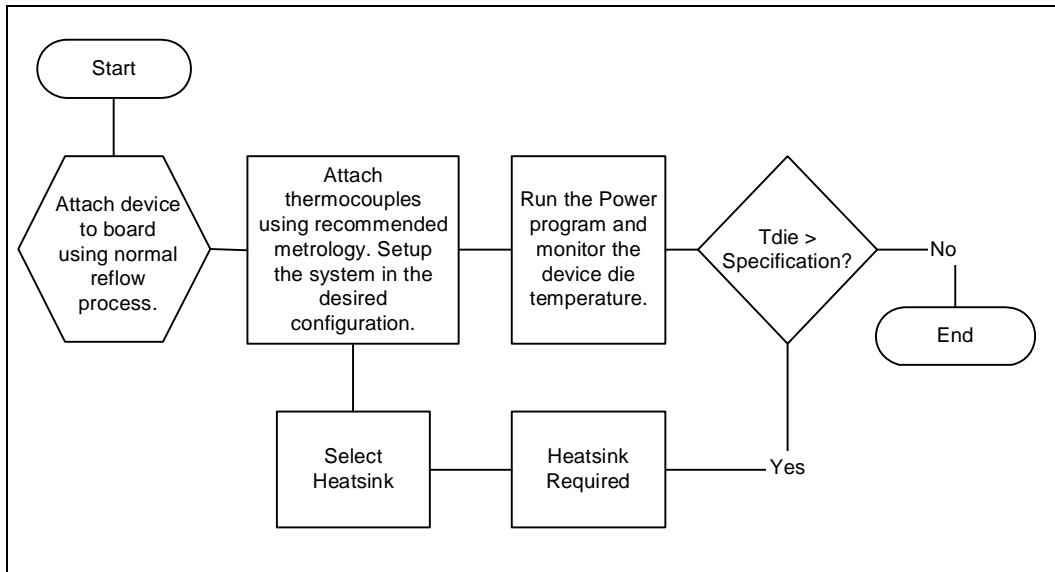 Start
Attach device
to board
using normal
reflow
process.
Attach
thermocouples
using recommended
metrology. Setup
the system in the
desired
configuration.
Run the Power
program and
monitor the
device die
temperature.
Tdie >
Specification?
No
End
Yes
Heatsink
Required
Select
Heatsink